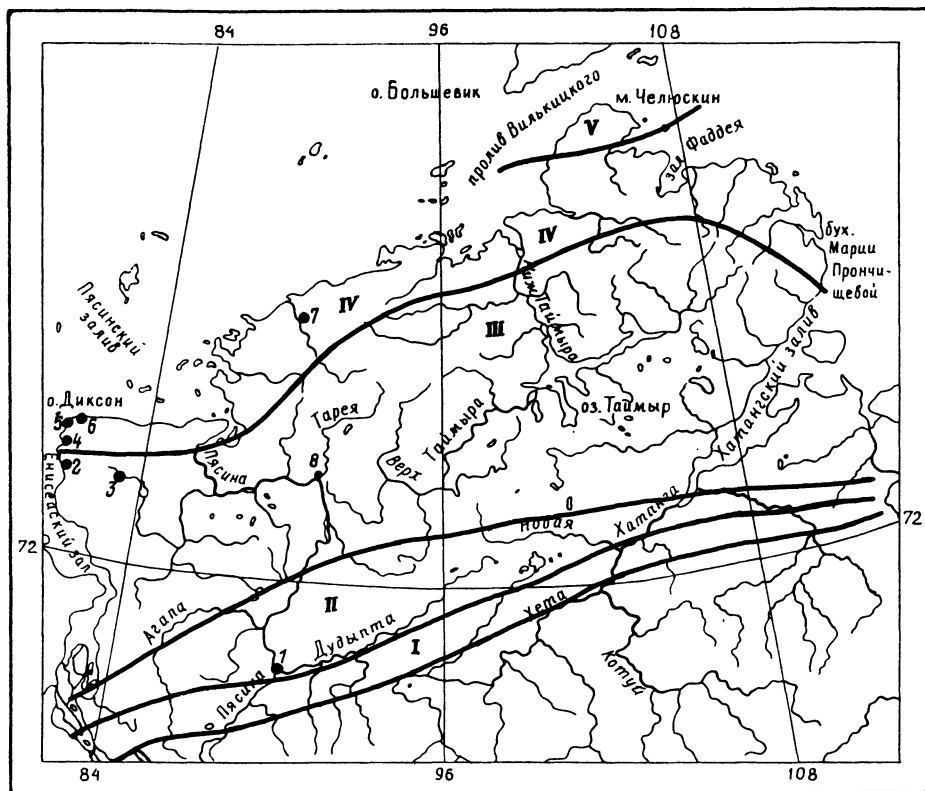 84
96
108
о. Большевик
м. Челюскин
пролив Вилькицкого
V
зал. Фаддея
IV
бух.
Марии
Прончи-
щевой
Ниж. Таймыра
IV
7
III
Пясинский
залив
Хатангский залив
о. Диксон
5
6
4
2
3
Тарея
оз. Таймыр
Верх. Таймыра
Пясина
8
Енисейский зал.
Новая
Хатанга
72
72
Агапа
II
Дудыпта
I
Хета
1
Пясина
Котуй
84
96
108